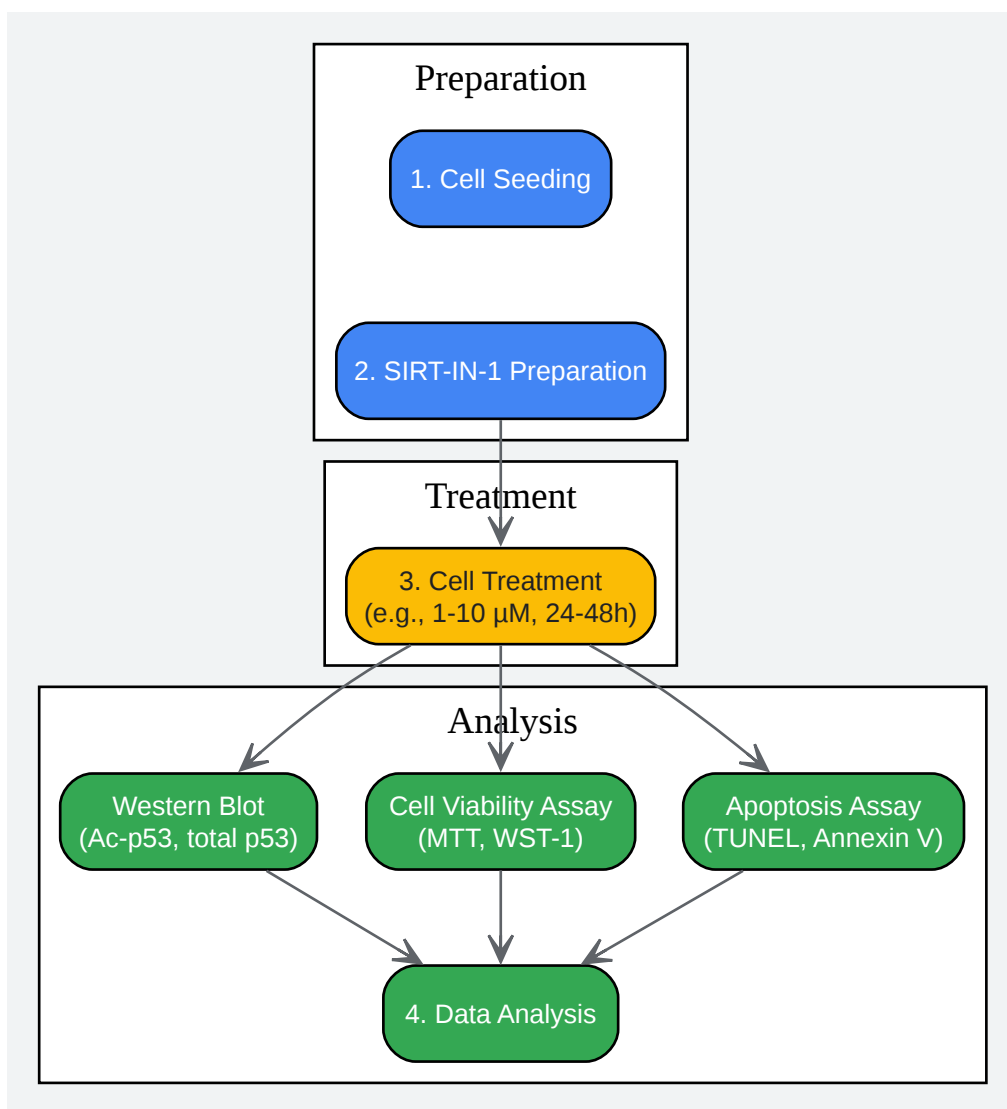 Preparation
1. Cell Seeding
2. SIRT-IN-1 Preparation
Treatment
3. Cell Treatment
(e.g., 1-10 µM, 24-48h)
Analysis
Western Blot
(Ac-p53, total p53)
Cell Viability Assay
(MTT, WST-1)
Apoptosis Assay
(TUNEL, Annexin V)
4. Data Analysis